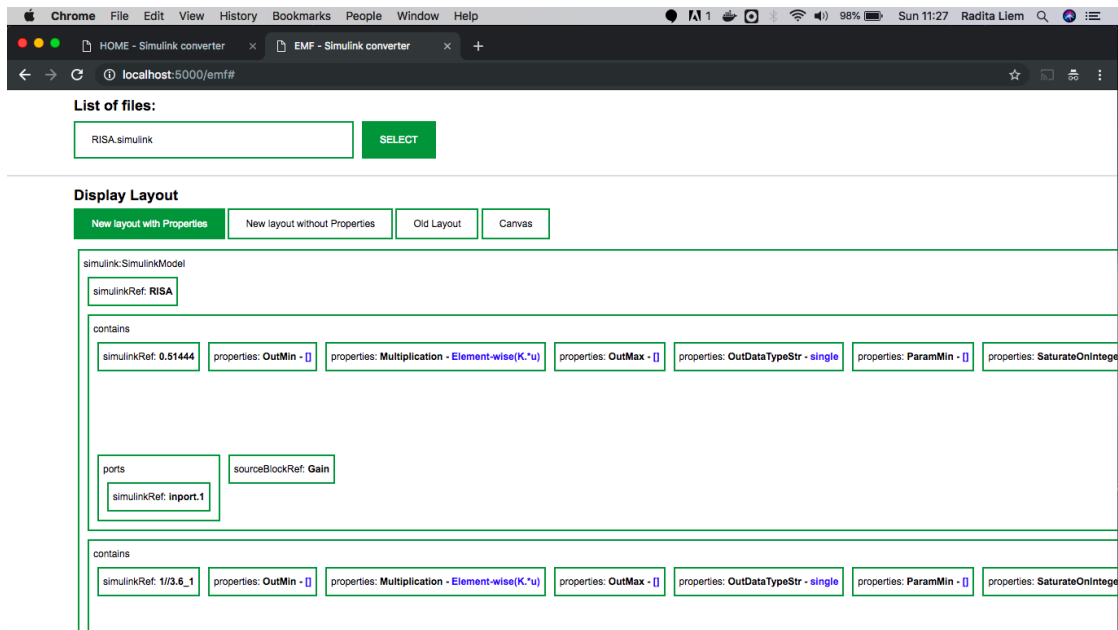 Chrome File Edit View History Bookmarks People Window Help 1 98% Sun 11:27 Radita Liem
HOME - Simulink converter × EMF - Simulink converter × +
localhost:5000/emf#
List of files:
RISA.simulink SELECT
Display Layout
New layout with Properties New layout without Properties Old Layout Canvas
simulink:SimulinkModel
simulinkRef: RISA
contains
simulinkRef: 0.51444 properties: OutMin - [] properties: Multiplication - Element-wise(K.*u) properties: OutMax - [] properties: OutDataTypeStr - single properties: ParamMin - [] properties: SaturateOnIntege
ports sourceBlockRef: Gain
simulinkRef: inport.1
contains
simulinkRef: 1//3.6_1 properties: OutMin - [] properties: Multiplication - Element-wise(K.*u) properties: OutMax - [] properties: OutDataTypeStr - single properties: ParamMin - [] properties: SaturateOnIntege